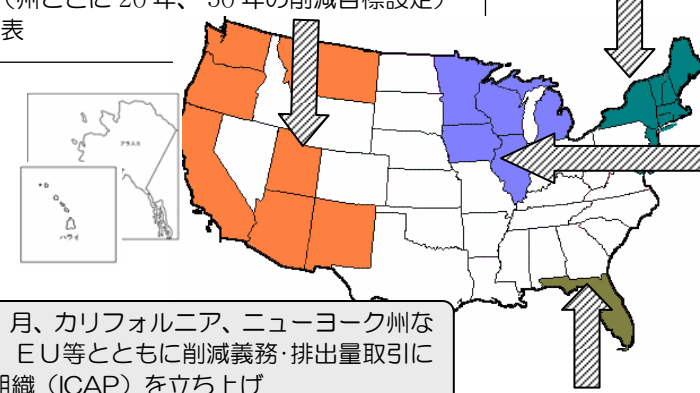 （州ごとに 20 年、 50 年の削減目標設定）
表
アラスカ
ハワイ
月、カリフォルニア、ニューヨーク州な
ＥＵ等とともに削減義務・排出量取引に
組織（ICAP）を立ち上げ